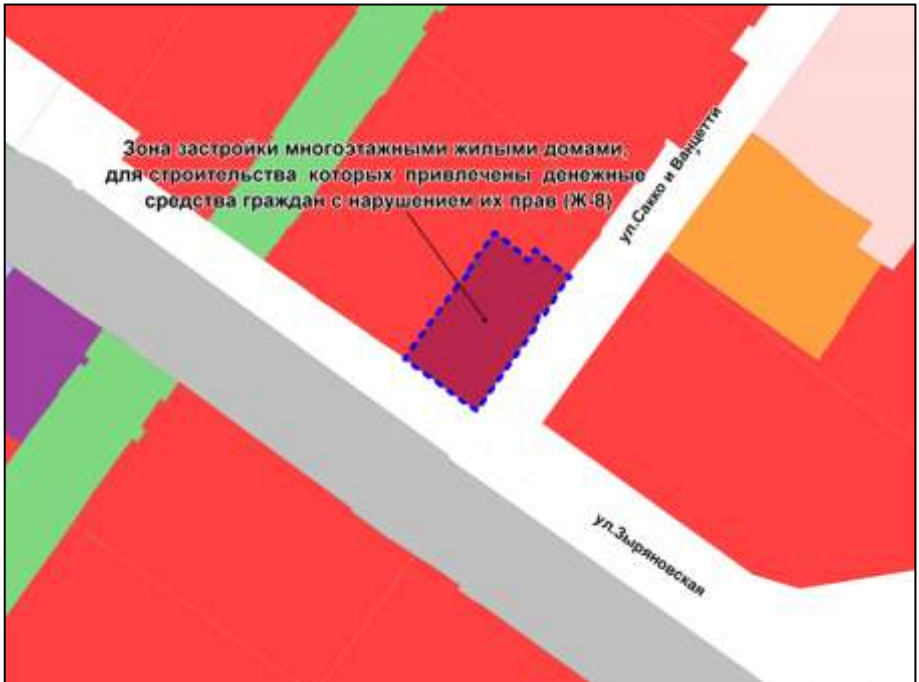 Зона застройки многоэтажными жилыми домами,
для строительства которых привлечены денежные
средства граждан с нарушением их прав (Ж-8)
ул.Сакко и Ванцетти
ул.Зыряновская